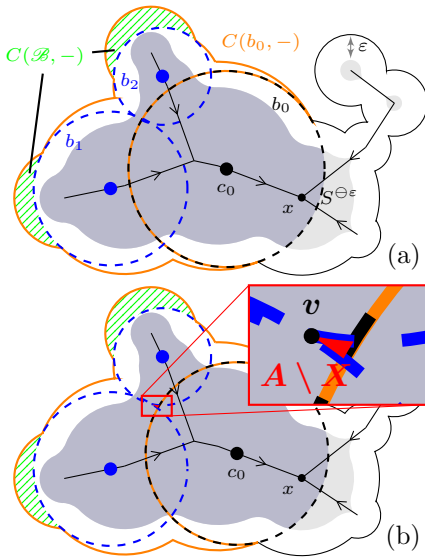 C(ℬ, −)
C(b₀, −)
ε
b₂
b₀
b₁
c₀
x
S^⊖ε
(a)
v
A \ X
c₀
x
(b)